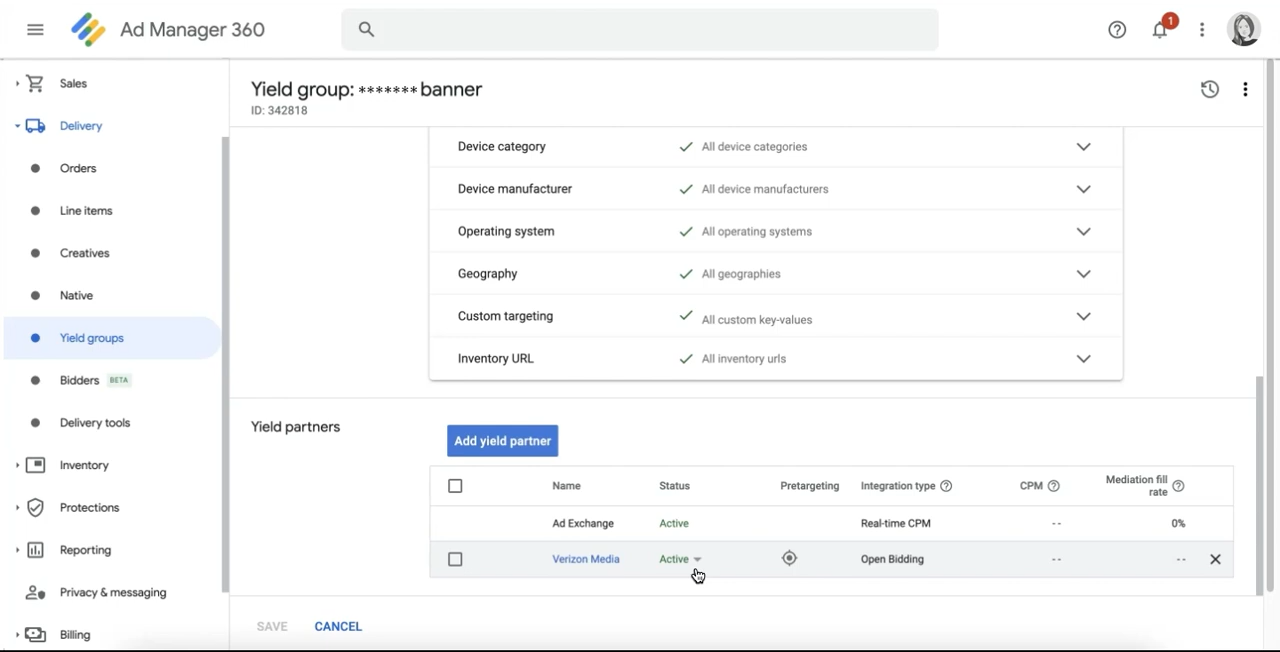 Ad Manager 360
1
Sales
Delivery
Orders
Line items
Creatives
Native
Yield groups
Bidders BETA
Delivery tools
Inventory
Protections
Reporting
Privacy & messaging
Billing
Yield group: ******* banner
ID: 342818
Device category All device categories
Device manufacturer All device manufacturers
Operating system All operating systems
Geography All geographies
Custom targeting All custom key-values
Inventory URL All inventory urls
Yield partners
Add yield partner
Name Status Pretargeting Integration type CPM Mediation fill
rate
Ad Exchange Active Real-time CPM -- 0%
Verizon Media Active Open Bidding -- --
SAVE CANCEL